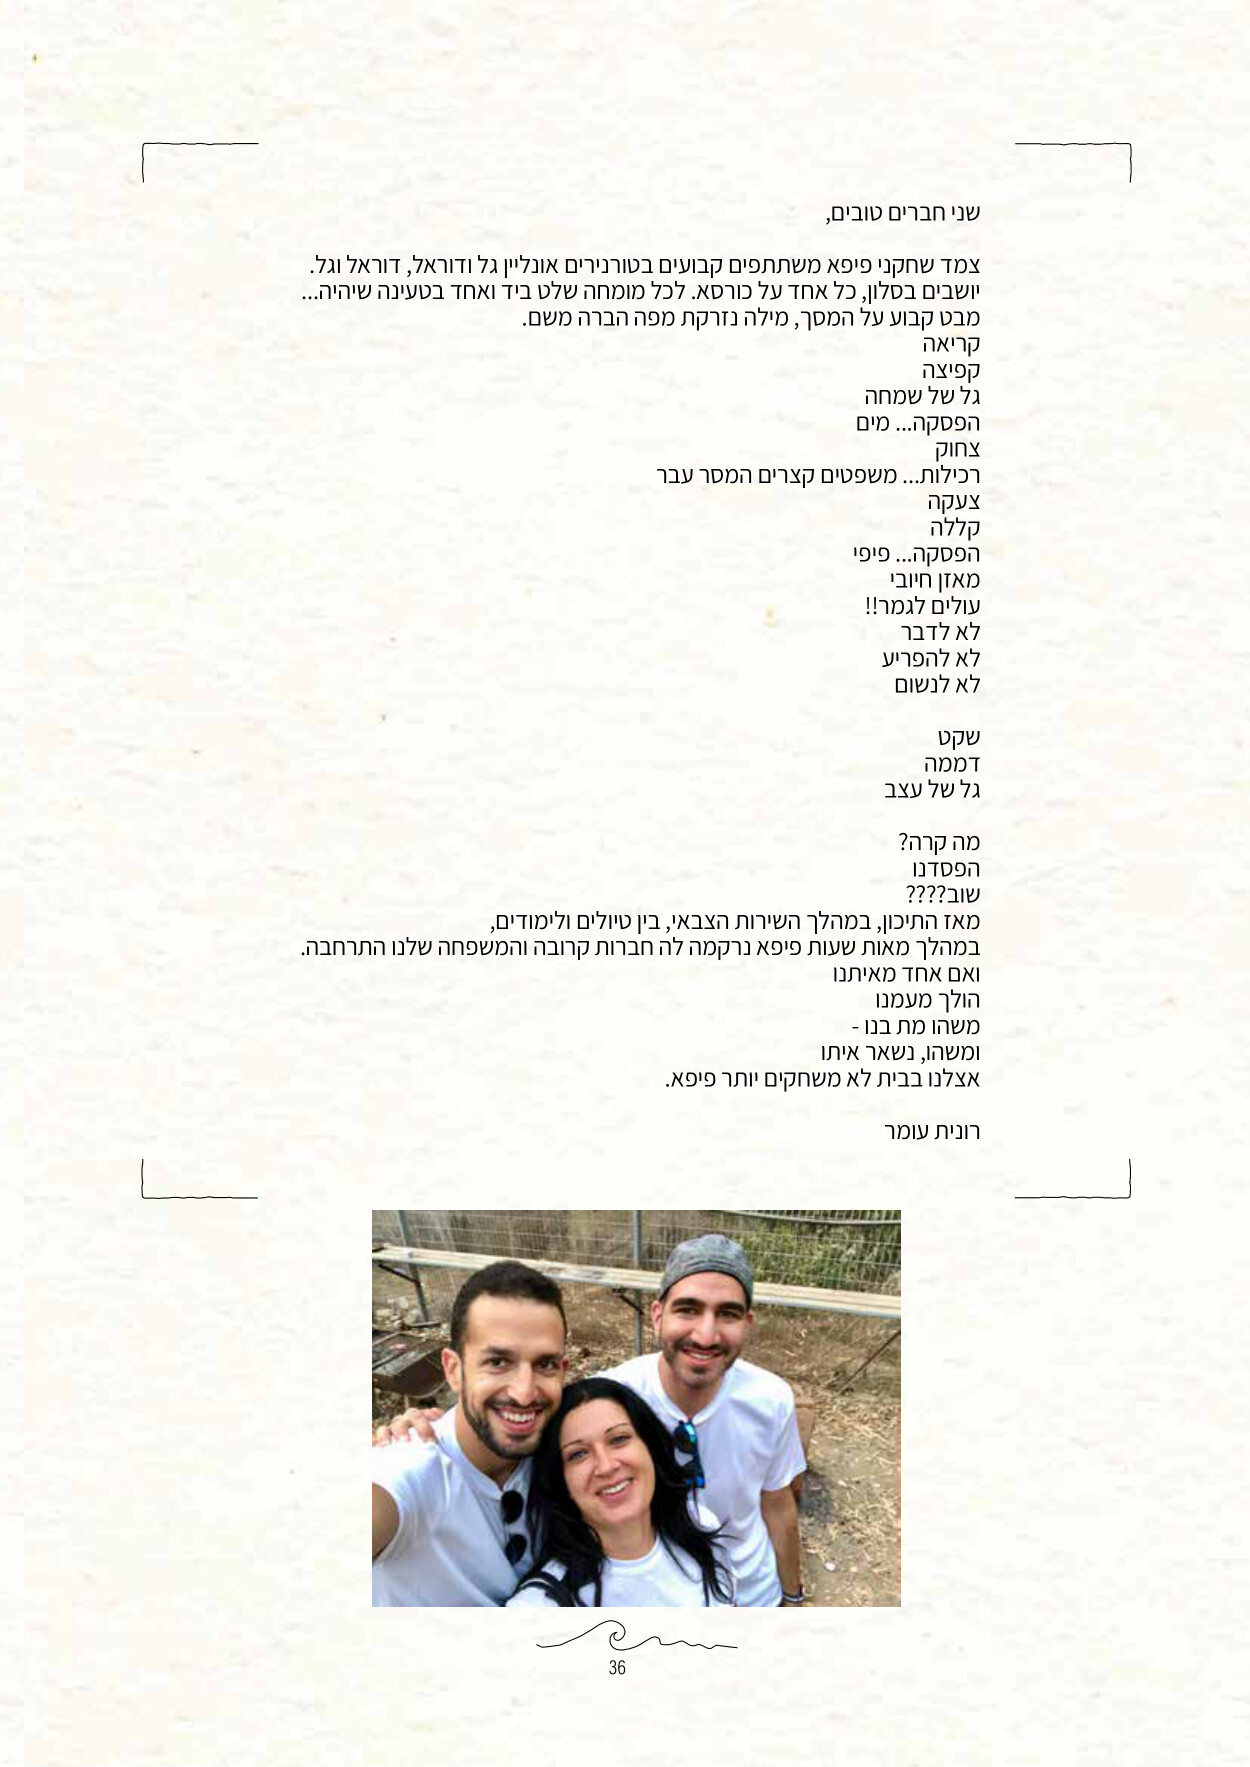 שני חברים טובים,
צמד שחקני פיפא משתתפים קבועים בטורנירים אונליין גל ודוראל, דוראל וגל.
יושבים בסלון, כל אחד על כורסא. לכל מומחה שלט ביד ואחד בטעינה שיהיה...
מבט קבוע על המסך, מילה נזרקת מפה הברה משם.
קריאה
קפיצה
גל של שמחה
הפסקה... מים
צחוק
רכילות... משפטים קצרים המסר עבר
צעקה
קללה
הפסקה... פיפי
מאזן חיובי
עולים לגמר!!
לא לדבר
לא להפריע
לא לנשום
שקט
דממה
גל של עצב
מה קרה?
הפסדנו
שוב????
מאז התיכון, במהלך השירות הצבאי, בין טיולים ולימודים,
במהלך מאות שעות פיפא נרקמה לה חברות קרובה והמשפחה שלנו התרחבה.
ואם אחד מאיתנו
הולך מעמנו
משהו מת בנו -
ומשהו, נשאר איתו
אצלנו בבית לא משחקים יותר פיפא.
רונית עומר
36